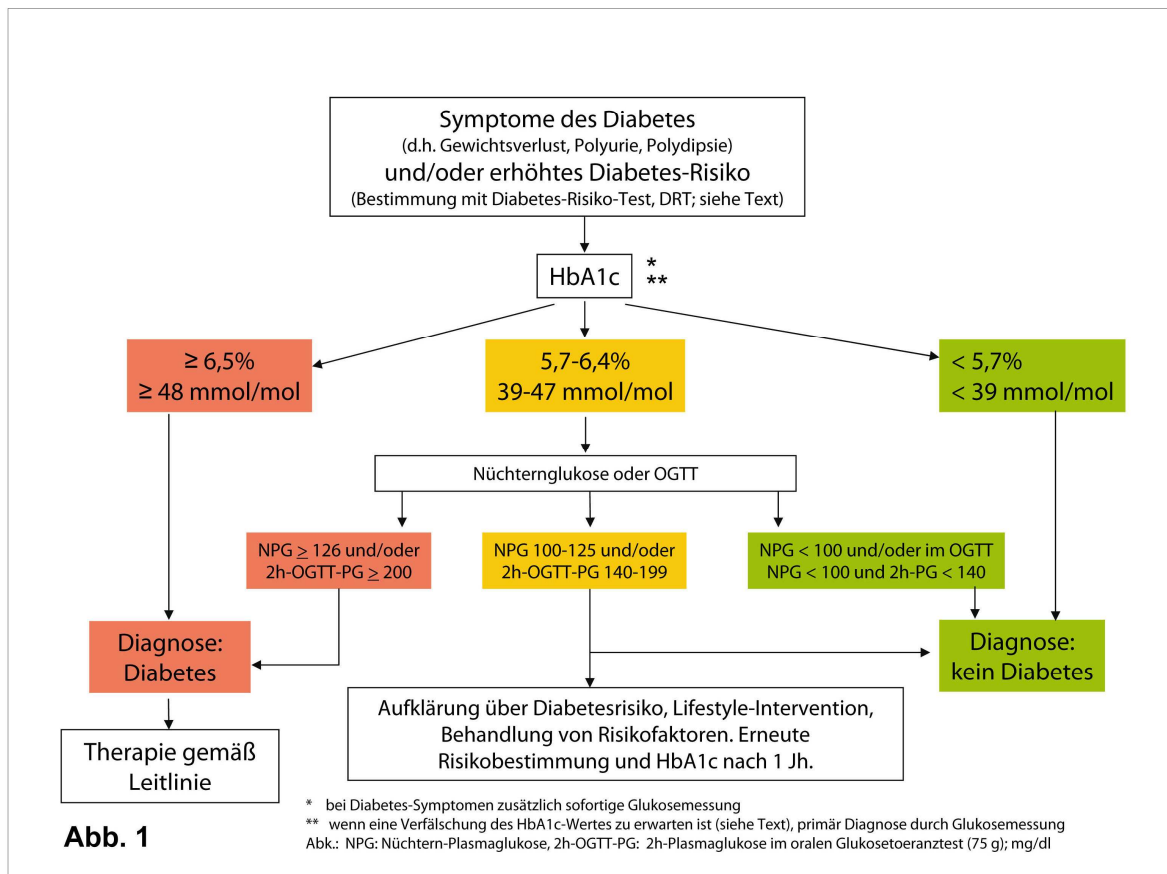 Symptome des Diabetes
(d.h. Gewichtsverlust, Polyurie, Polydipsie)
und/oder erhöhtes Diabetes-Risiko
(Bestimmung mit Diabetes-Risiko-Test, DRT; siehe Text)
HbA1c
*
**
≥ 6,5%
≥ 48 mmol/mol
5,7-6,4%
39-47 mmol/mol
< 5,7%
< 39 mmol/mol
Nüchternglukose oder OGTT
NPG ≥ 126 und/oder
2h-OGTT-PG ≥ 200
NPG 100-125 und/oder
2h-OGTT-PG 140-199
NPG < 100 und/oder im OGTT
NPG < 100 und 2h-PG < 140
Diagnose:
Diabetes
Diagnose:
kein Diabetes
Aufklärung über Diabetesrisiko, Lifestyle-Intervention,
Behandlung von Risikofaktoren. Erneute
Risikobestimmung und HbA1c nach 1 Jh.
Therapie gemäß
Leitlinie
* bei Diabetes-Symptomen zusätzlich sofortige Glukosemessung
** wenn eine Verfälschung des HbA1c-Wertes zu erwarten ist (siehe Text), primär Diagnose durch Glukosemessung
Abk.: NPG: Nüchtern-Plasmaglukose, 2h-OGTT-PG: 2h-Plasmaglukose im oralen Glukosetoeranztest (75 g); mg/dl
Abb. 1